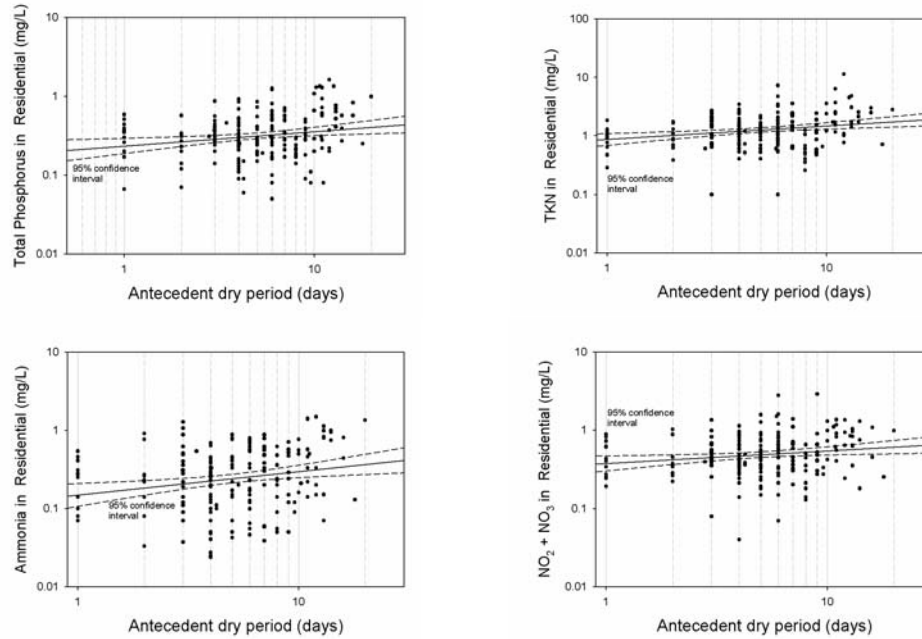 Total Phosphorus in Residential (mg/L)
10
1
0.1
0.01
95% confidence
interval
1
10
Antecedent dry period (days)
TKN in Residential (mg/L)
100
10
1
0.1
0.01
95% confidence
interval
1
10
Antecedent dry period (days)
Ammonia in Residential (mg/L)
10
1
0.1
0.01
95% confidence
interval
1
10
Antecedent dry period (days)
NO₂ + NO₃ in Residential (mg/L)
10
1
0.1
0.01
95% confidence
interval
1
10
Antecedent dry period (days)